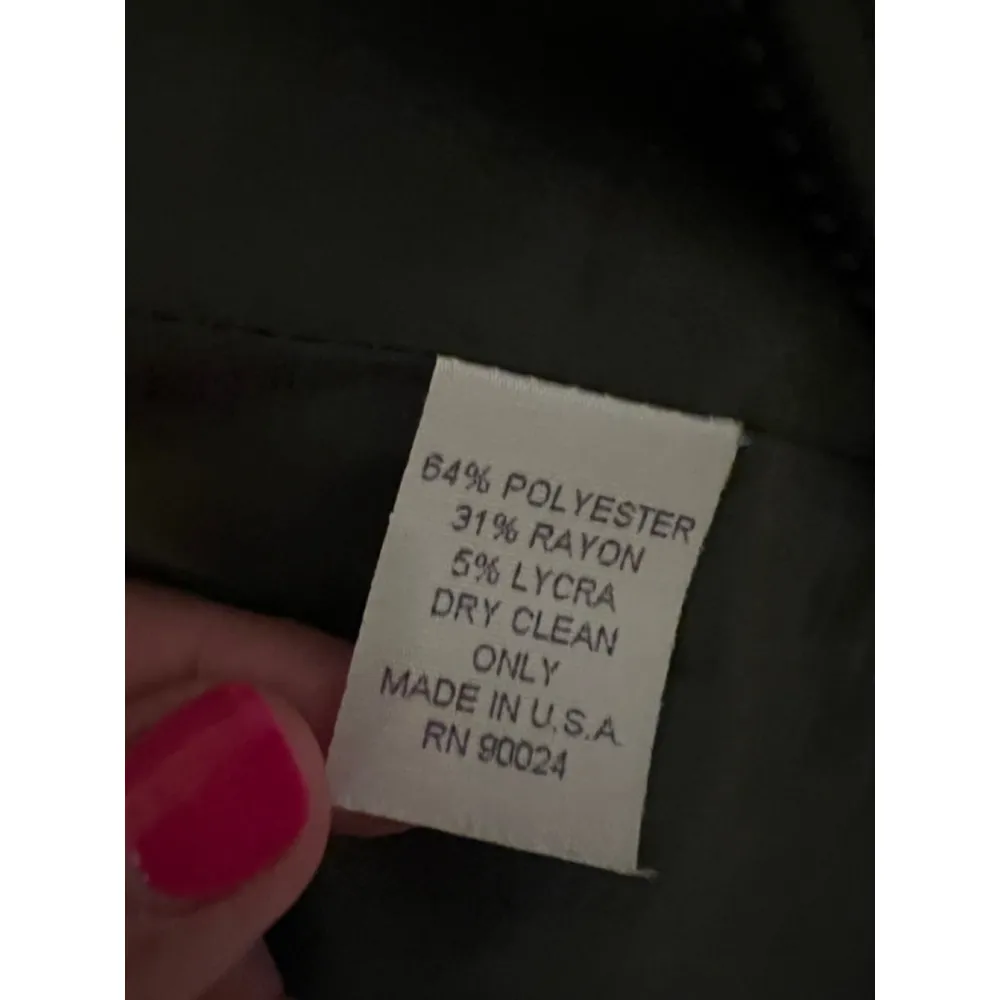 64% POLYESTER
31% RAYON
5% LYCRA
DRY CLEAN
ONLY
MADE IN U.S.A.
RN 90024